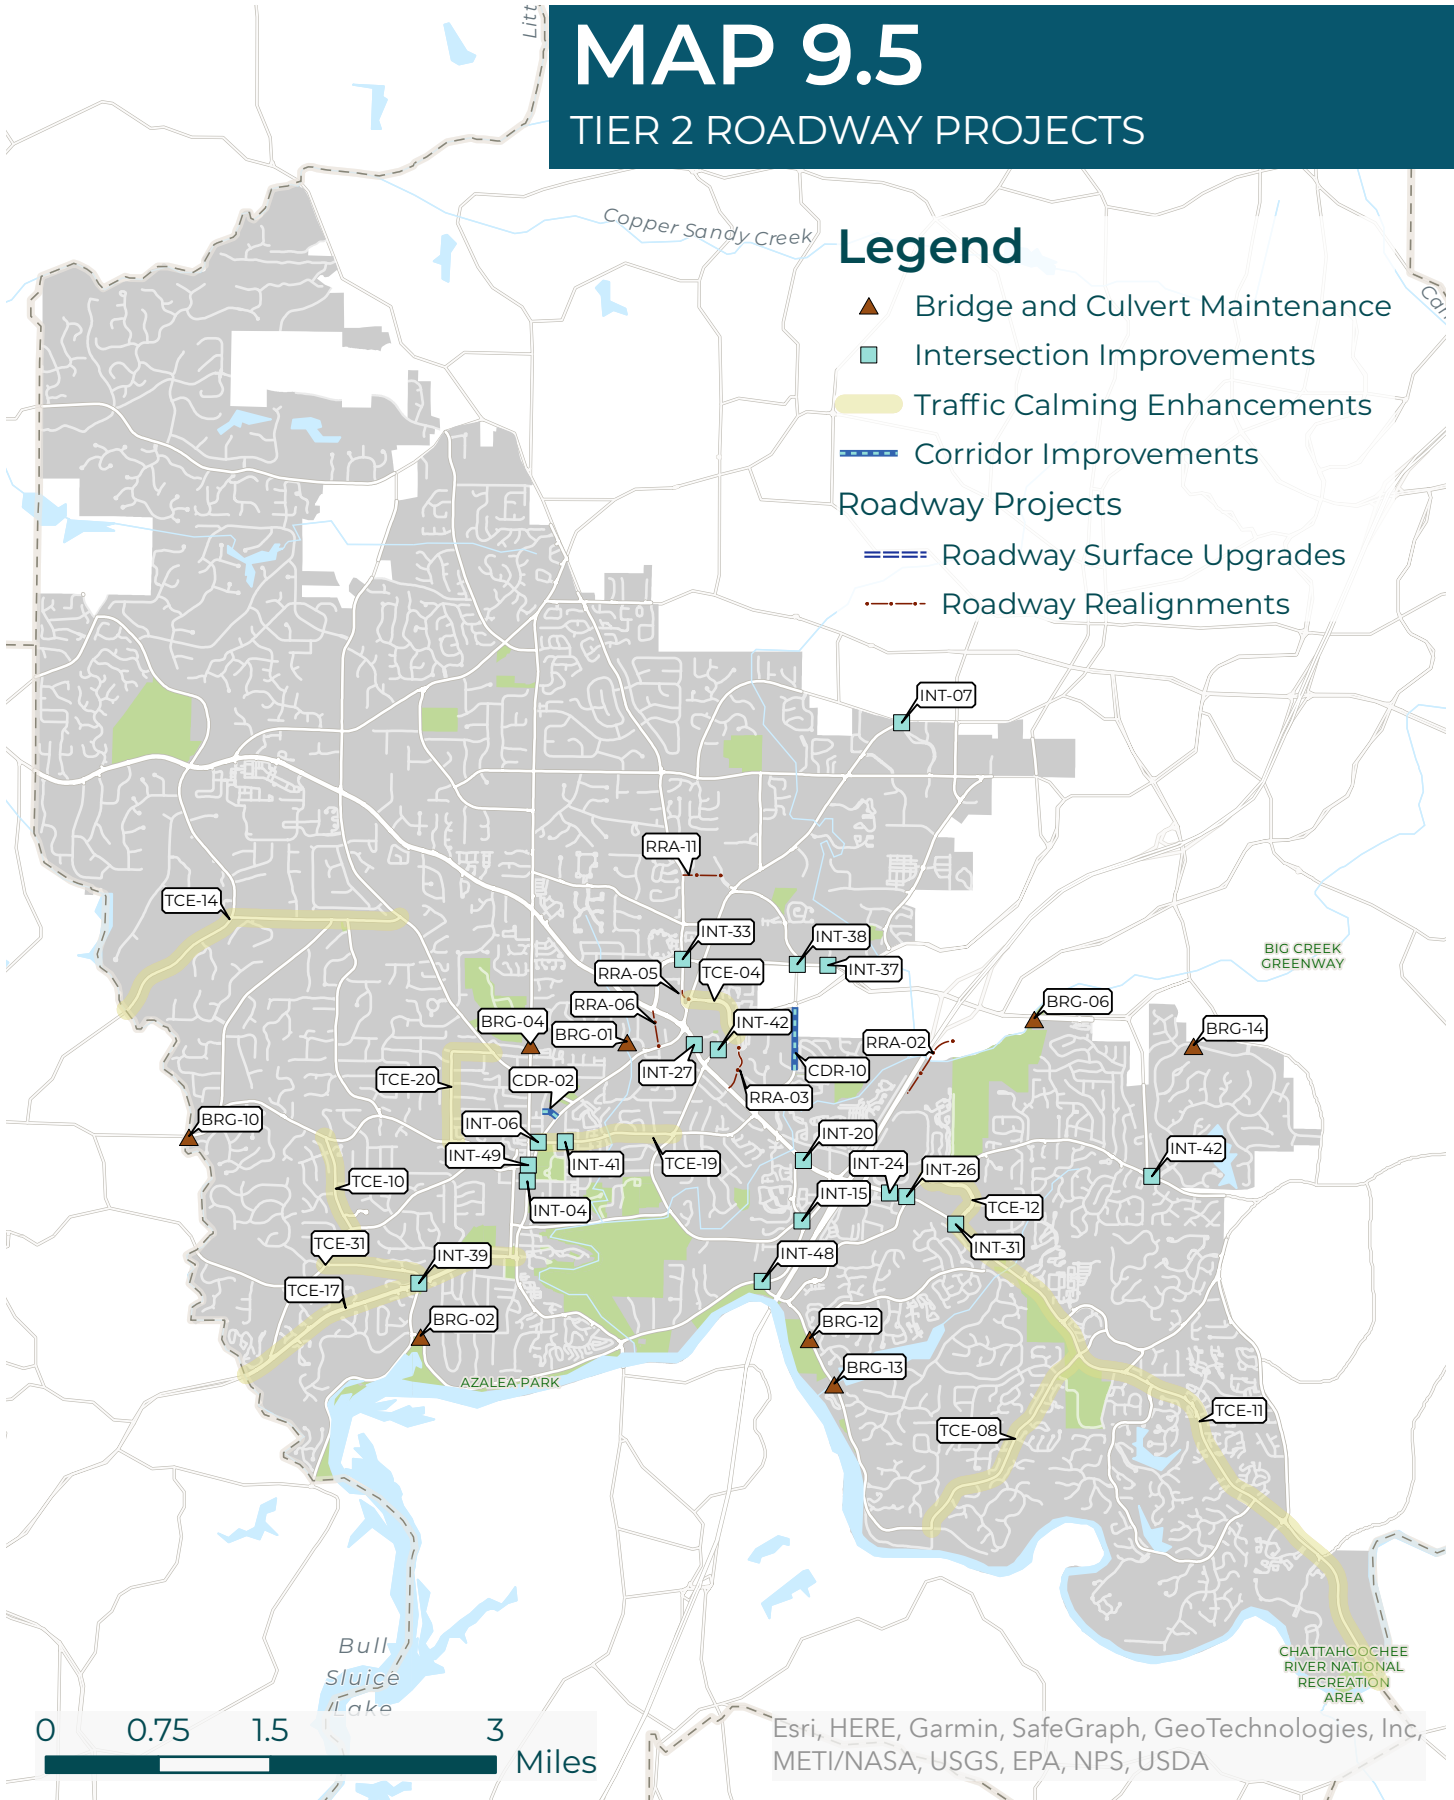 Litt
MAP 9.5
TIER 2 ROADWAY PROJECTS
Copper Sandy Creek
Legend
Bridge and Culvert Maintenance
Intersection Improvements
Traffic Calming Enhancements
Corridor Improvements
Roadway Projects
Roadway Surface Upgrades
Roadway Realignments
INT-07
RRA-11
TCE-14
INT-33
INT-38
INT-37
RRA-05
TCE-04
BIG CREEK
GREENWAY
RRA-06
BRG-06
BRG-04
BRG-01
INT-42
BRG-14
RRA-02
INT-27
CDR-10
TCE-20
CDR-02
RRA-03
BRG-10
INT-06
INT-20
INT-49
INT-41
TCE-19
INT-42
INT-24
INT-26
TCE-10
INT-15
INT-04
TCE-12
TCE-31
INT-39
INT-48
INT-31
TCE-17
BRG-02
BRG-12
BRG-13
AZALEA PARK
TCE-11
TCE-08
Bull
Sluice
Lake
CHATTAHOOCHEE
RIVER NATIONAL
RECREATION
AREA
0 0.75 1.5 3
Miles
Esri, HERE, Garmin, SafeGraph, GeoTechnologies, Inc,
METI/NASA, USGS, EPA, NPS, USDA